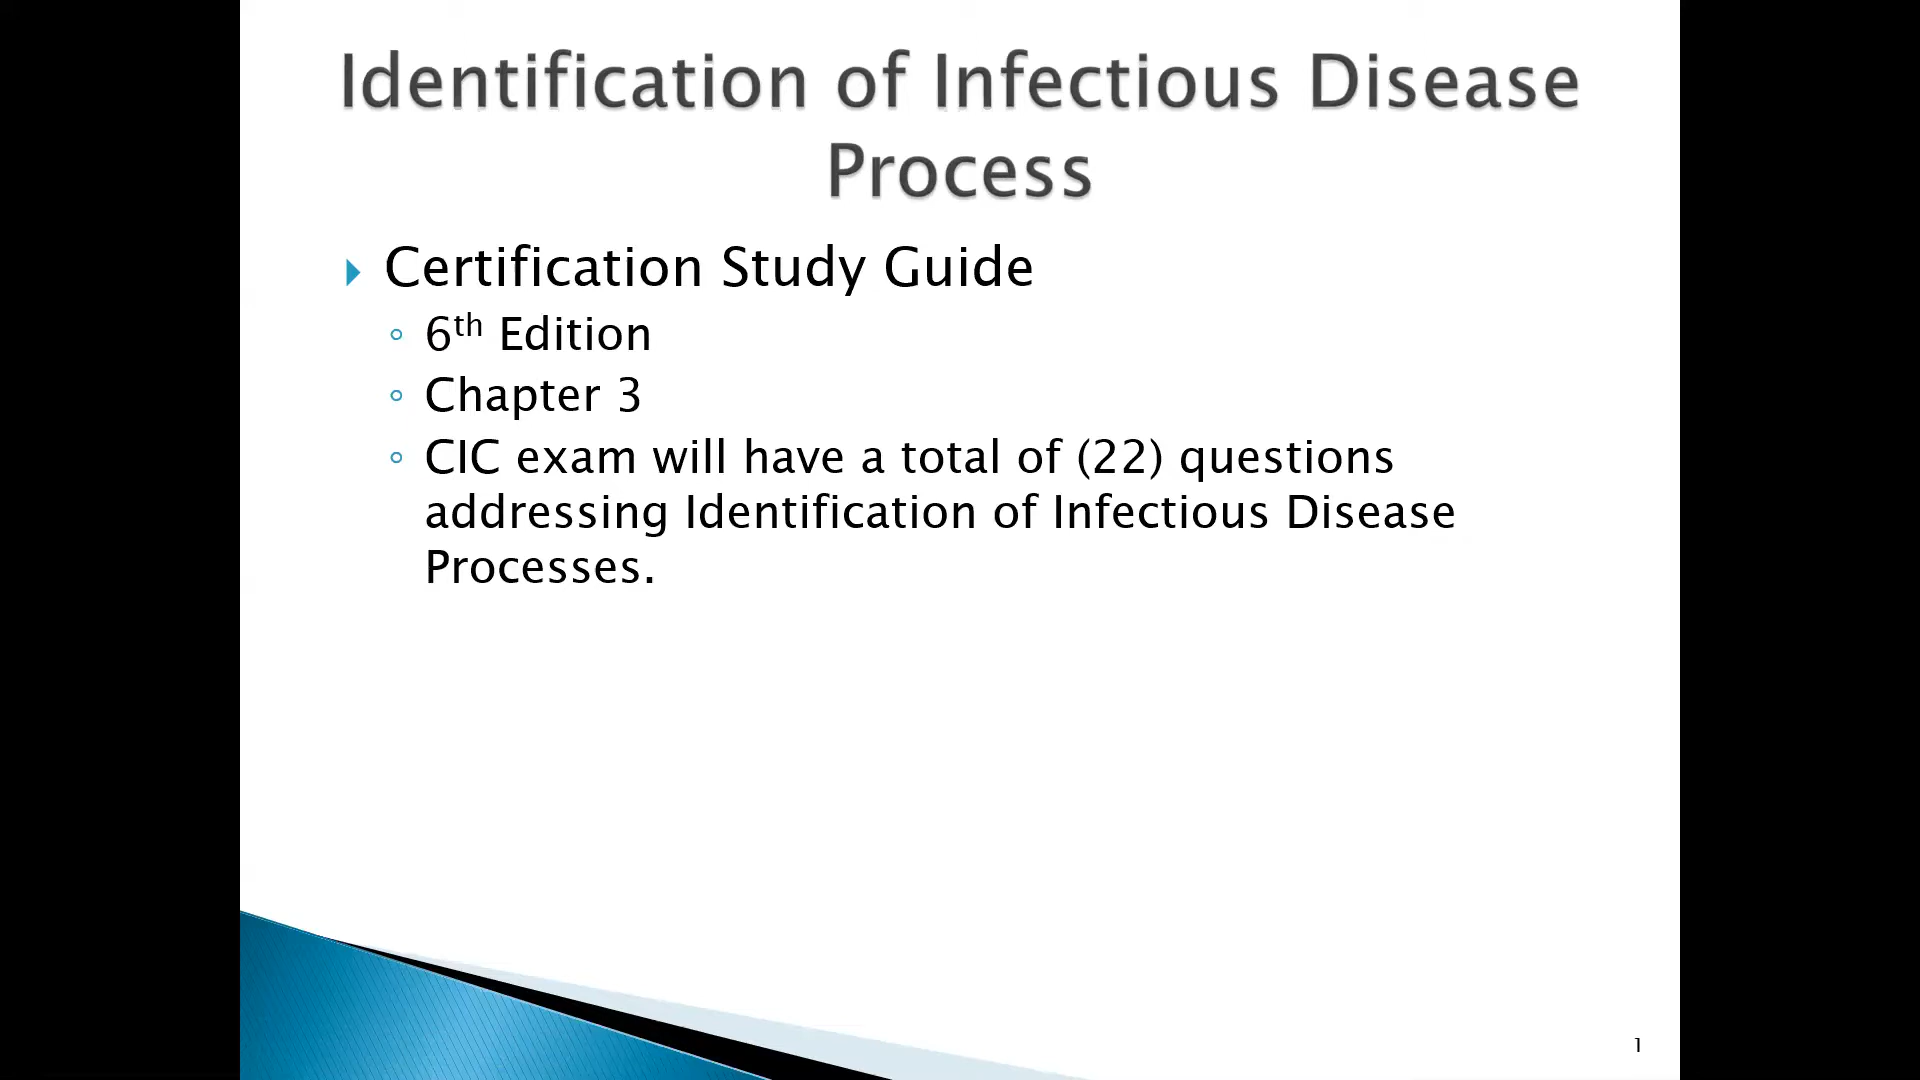 Identification of Infectious Disease
Process
Certification Study Guide
6th Edition
Chapter 3
CIC exam will have a total of (22) questions
addressing Identification of Infectious Disease
Processes.
1